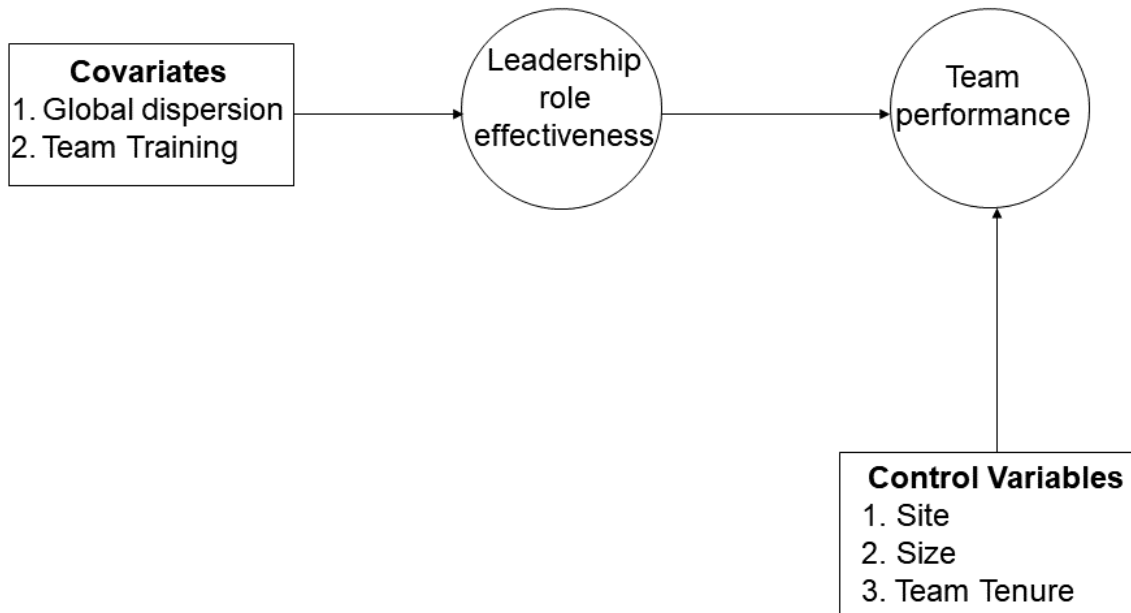 Covariates
1. Global dispersion
2. Team Training
Leadership
role
effectiveness
Team
performance
Control Variables
1. Site
2. Size
3. Team Tenure